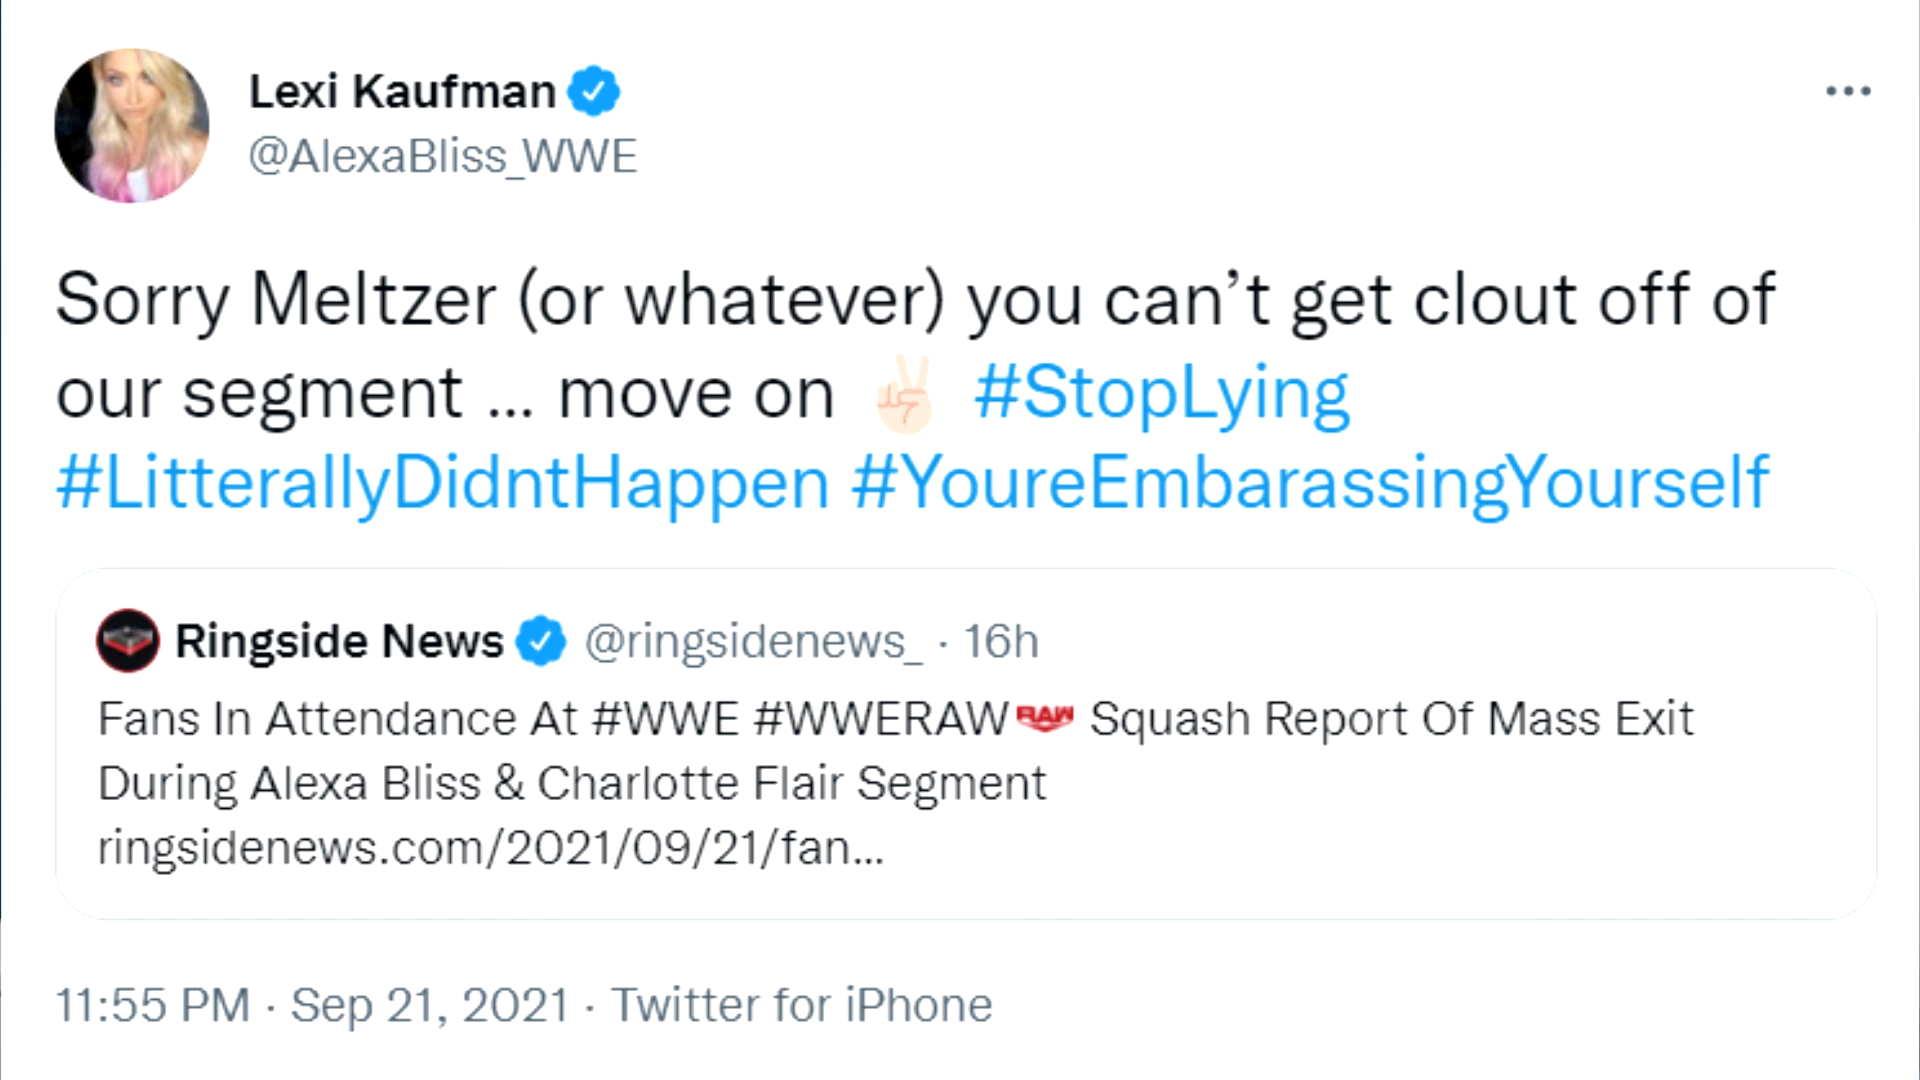 Lexi Kaufman
@AlexaBliss_WWE
Sorry Meltzer (or whatever) you can’t get clout off of
our segment ... move on ✌🏻 #StopLying
#LitterallyDidntHappen #YoureEmbarassingYourself
Ringside News @ringsidenews_ · 16h
Fans In Attendance At #WWE #WWERAW RAW Squash Report Of Mass Exit
During Alexa Bliss & Charlotte Flair Segment
ringsidenews.com/2021/09/21/fan...
11:55 PM · Sep 21, 2021 · Twitter for iPhone